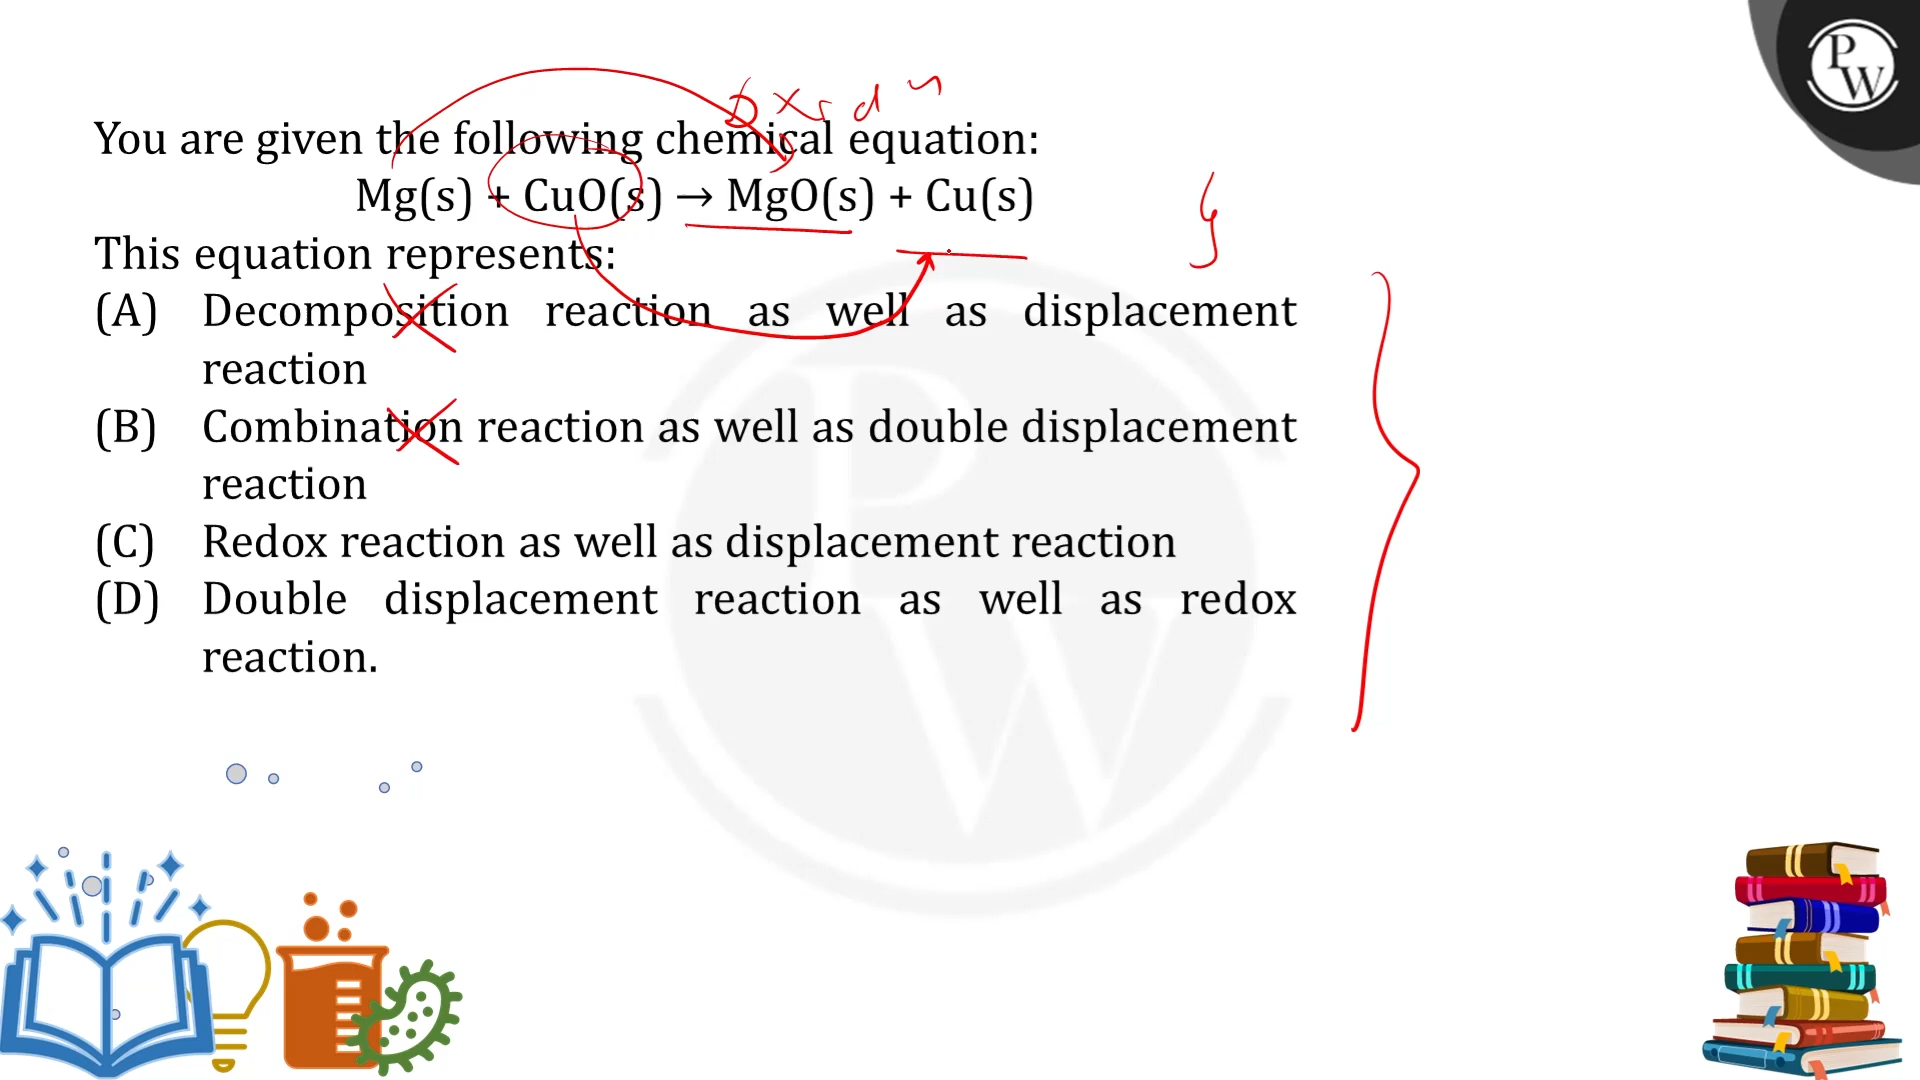 You are given the following chemical equation:
Mg(s) + CuO(s) → MgO(s) + Cu(s)
This equation represents:
(A) Decomposition reaction as well as displacement
reaction
(B) Combination reaction as well as double displacement
reaction
(C) Redox reaction as well as displacement reaction
(D) Double displacement reaction as well as redox
reaction.
PW
PW